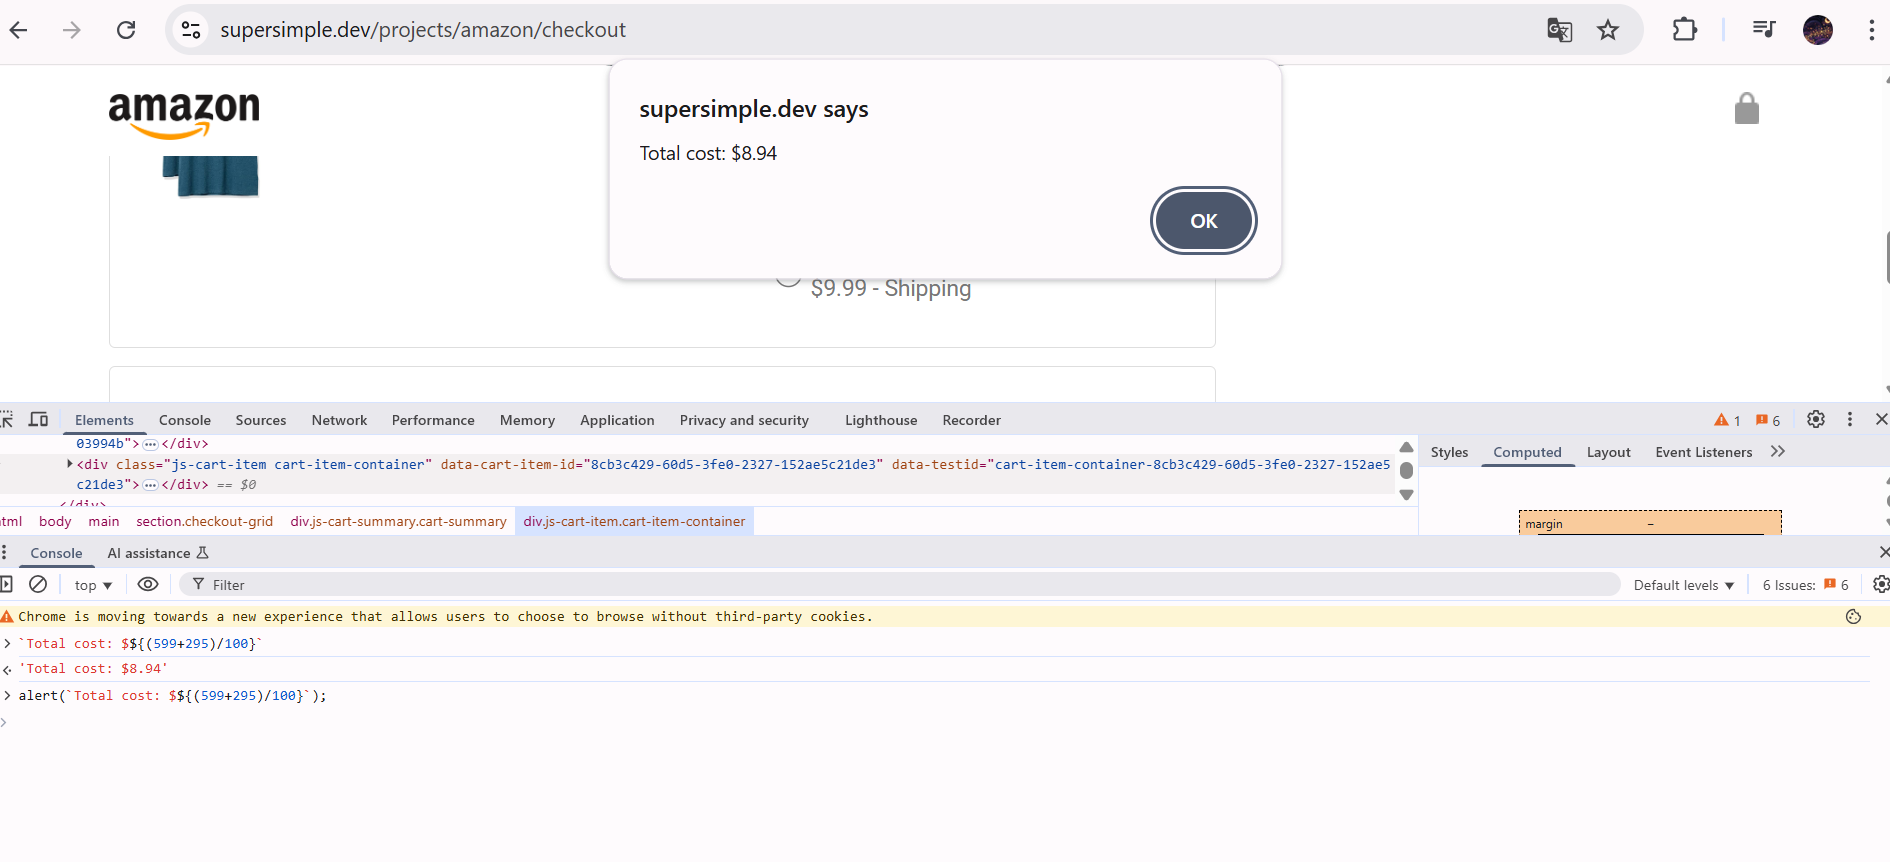 supersimple.dev/projects/amazon/checkout
amazon
supersimple.dev says
Total cost: $8.94
OK
$9.99 - Shipping
Elements Console Sources Network Performance Memory Application Privacy and security Lighthouse Recorder 1 6
03994b">…</div>
<div class="js-cart-item cart-item-container" data-cart-item-id="8cb3c429-60d5-3fe0-2327-152ae5c21de3" data-testid="cart-item-container-8cb3c429-60d5-3fe0-2327-152ae5
c21de3">…</div> == $0
</div>
Styles Computed Layout Event Listeners
margin –
html body main section.checkout-grid div.js-cart-summary.cart-summary div.js-cart-item.cart-item-container
Console AI assistance
top Filter Default levels 6 Issues: 6
Chrome is moving towards a new experience that allows users to choose to browse without third-party cookies.
`Total cost: $${(599+295)/100}`
'Total cost: $8.94'
alert(`Total cost: $${(599+295)/100}`);